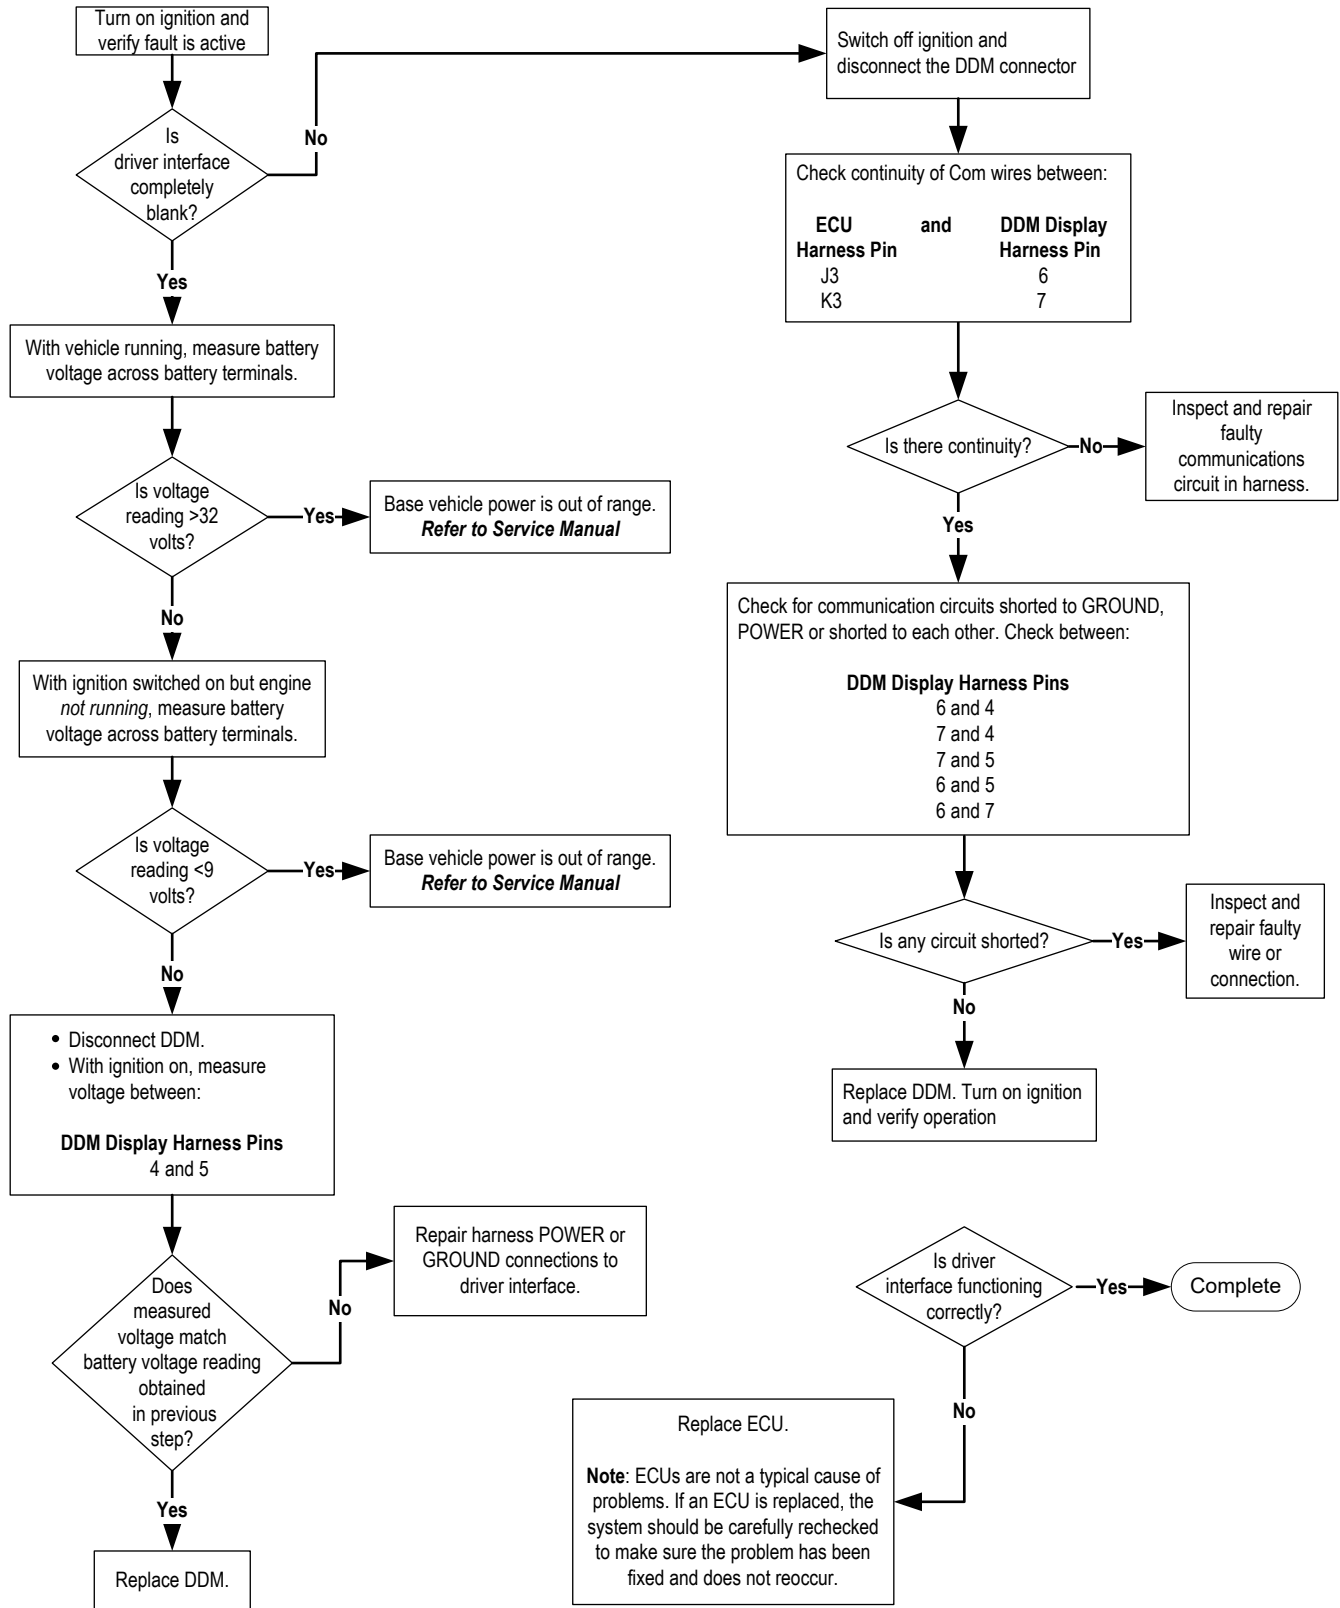 Turn on ignition and
verify fault is active
Is
driver interface
completely
blank?
No
Yes
With vehicle running, measure battery
voltage across battery terminals.
Is voltage
reading >32
volts?
Yes
Base vehicle power is out of range.
Refer to Service Manual
No
With ignition switched on but engine
not running, measure battery
voltage across battery terminals.
Is voltage
reading <9
volts?
Yes
Base vehicle power is out of range.
Refer to Service Manual
No
• Disconnect DDM.
• With ignition on, measure
voltage between:
DDM Display Harness Pins
4 and 5
Does
measured
voltage match
battery voltage reading
obtained
in previous
step?
No
Repair harness POWER or
GROUND connections to
driver interface.
Yes
Replace DDM.
Switch off ignition and
disconnect the DDM connector
Check continuity of Com wires between:
ECU and DDM Display
Harness Pin Harness Pin
J3 6
K3 7
Is there continuity?
No
Inspect and repair
faulty
communications
circuit in harness.
Yes
Check for communication circuits shorted to GROUND,
POWER or shorted to each other. Check between:
DDM Display Harness Pins
6 and 4
7 and 4
7 and 5
6 and 5
6 and 7
Is any circuit shorted?
Yes
Inspect and
repair faulty
wire or
connection.
No
Replace DDM. Turn on ignition
and verify operation
Is driver
interface functioning
correctly?
Yes
Complete
No
Replace ECU.
Note: ECUs are not a typical cause of
problems. If an ECU is replaced, the
system should be carefully rechecked
to make sure the problem has been
fixed and does not reoccur.